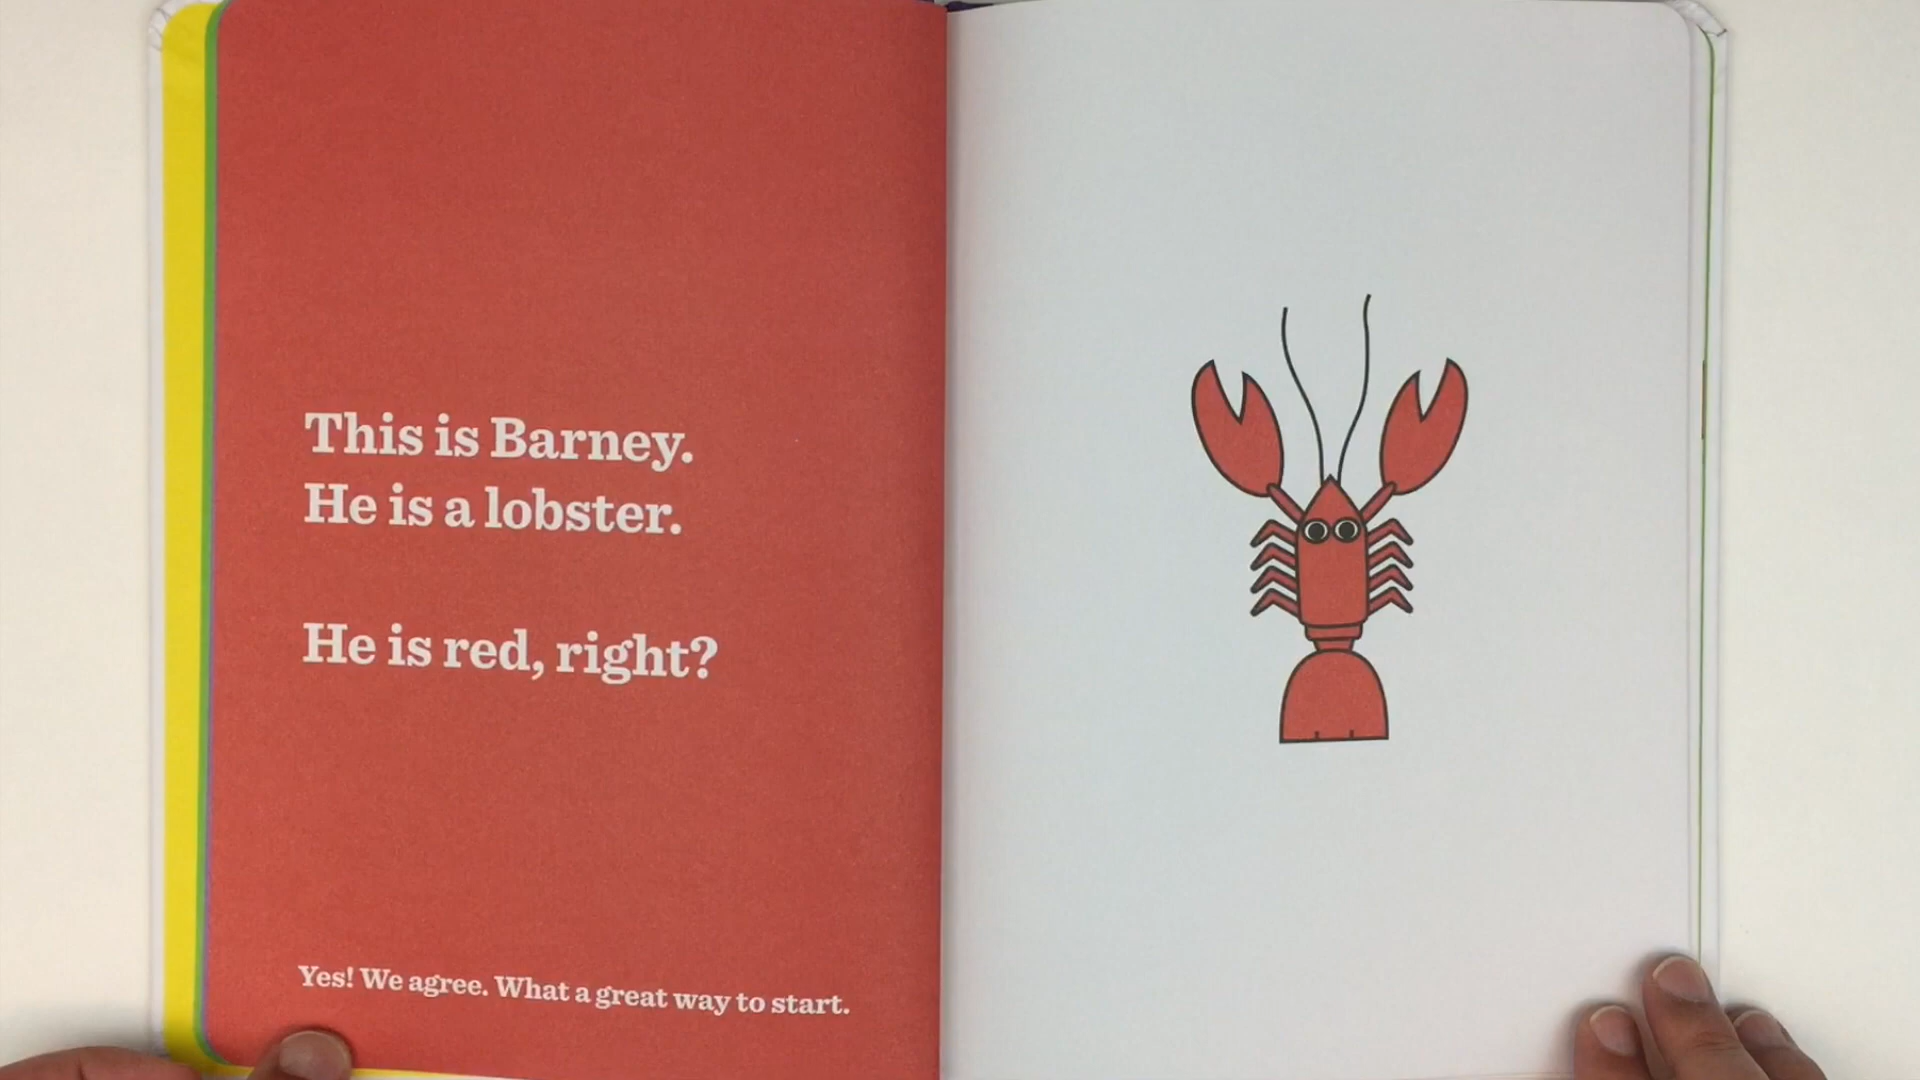 This is Barney.
He is a lobster.
He is red, right?
Yes! We agree. What a great way to start.